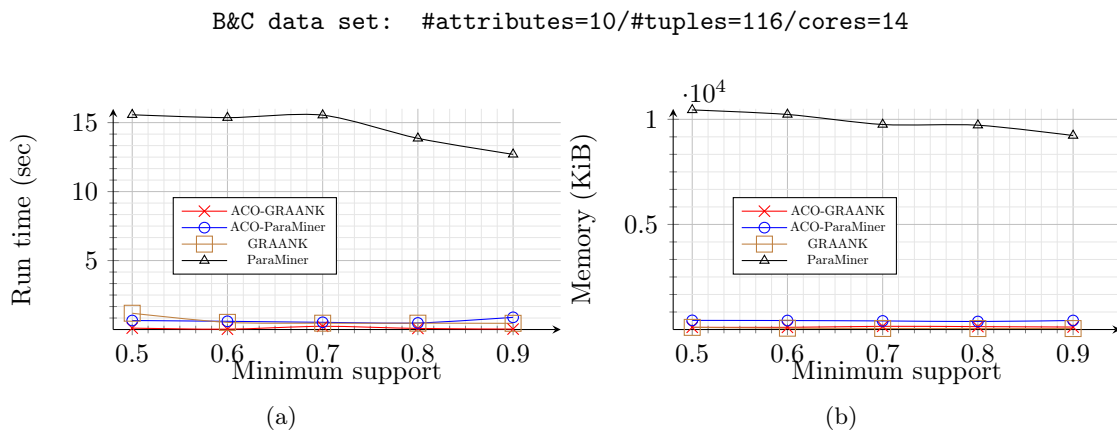 B&C data set: #attributes=10/#tuples=116/cores=14
Run time (sec)
15
10
5
ACO-GRAANK
ACO-ParaMiner
GRAANK
ParaMiner
0.5 0.6 0.7 0.8 0.9
Minimum support
(a)
Memory (KiB)
·10⁴
1
0.5
ACO-GRAANK
ACO-ParaMiner
GRAANK
ParaMiner
0.5 0.6 0.7 0.8 0.9
Minimum support
(b)